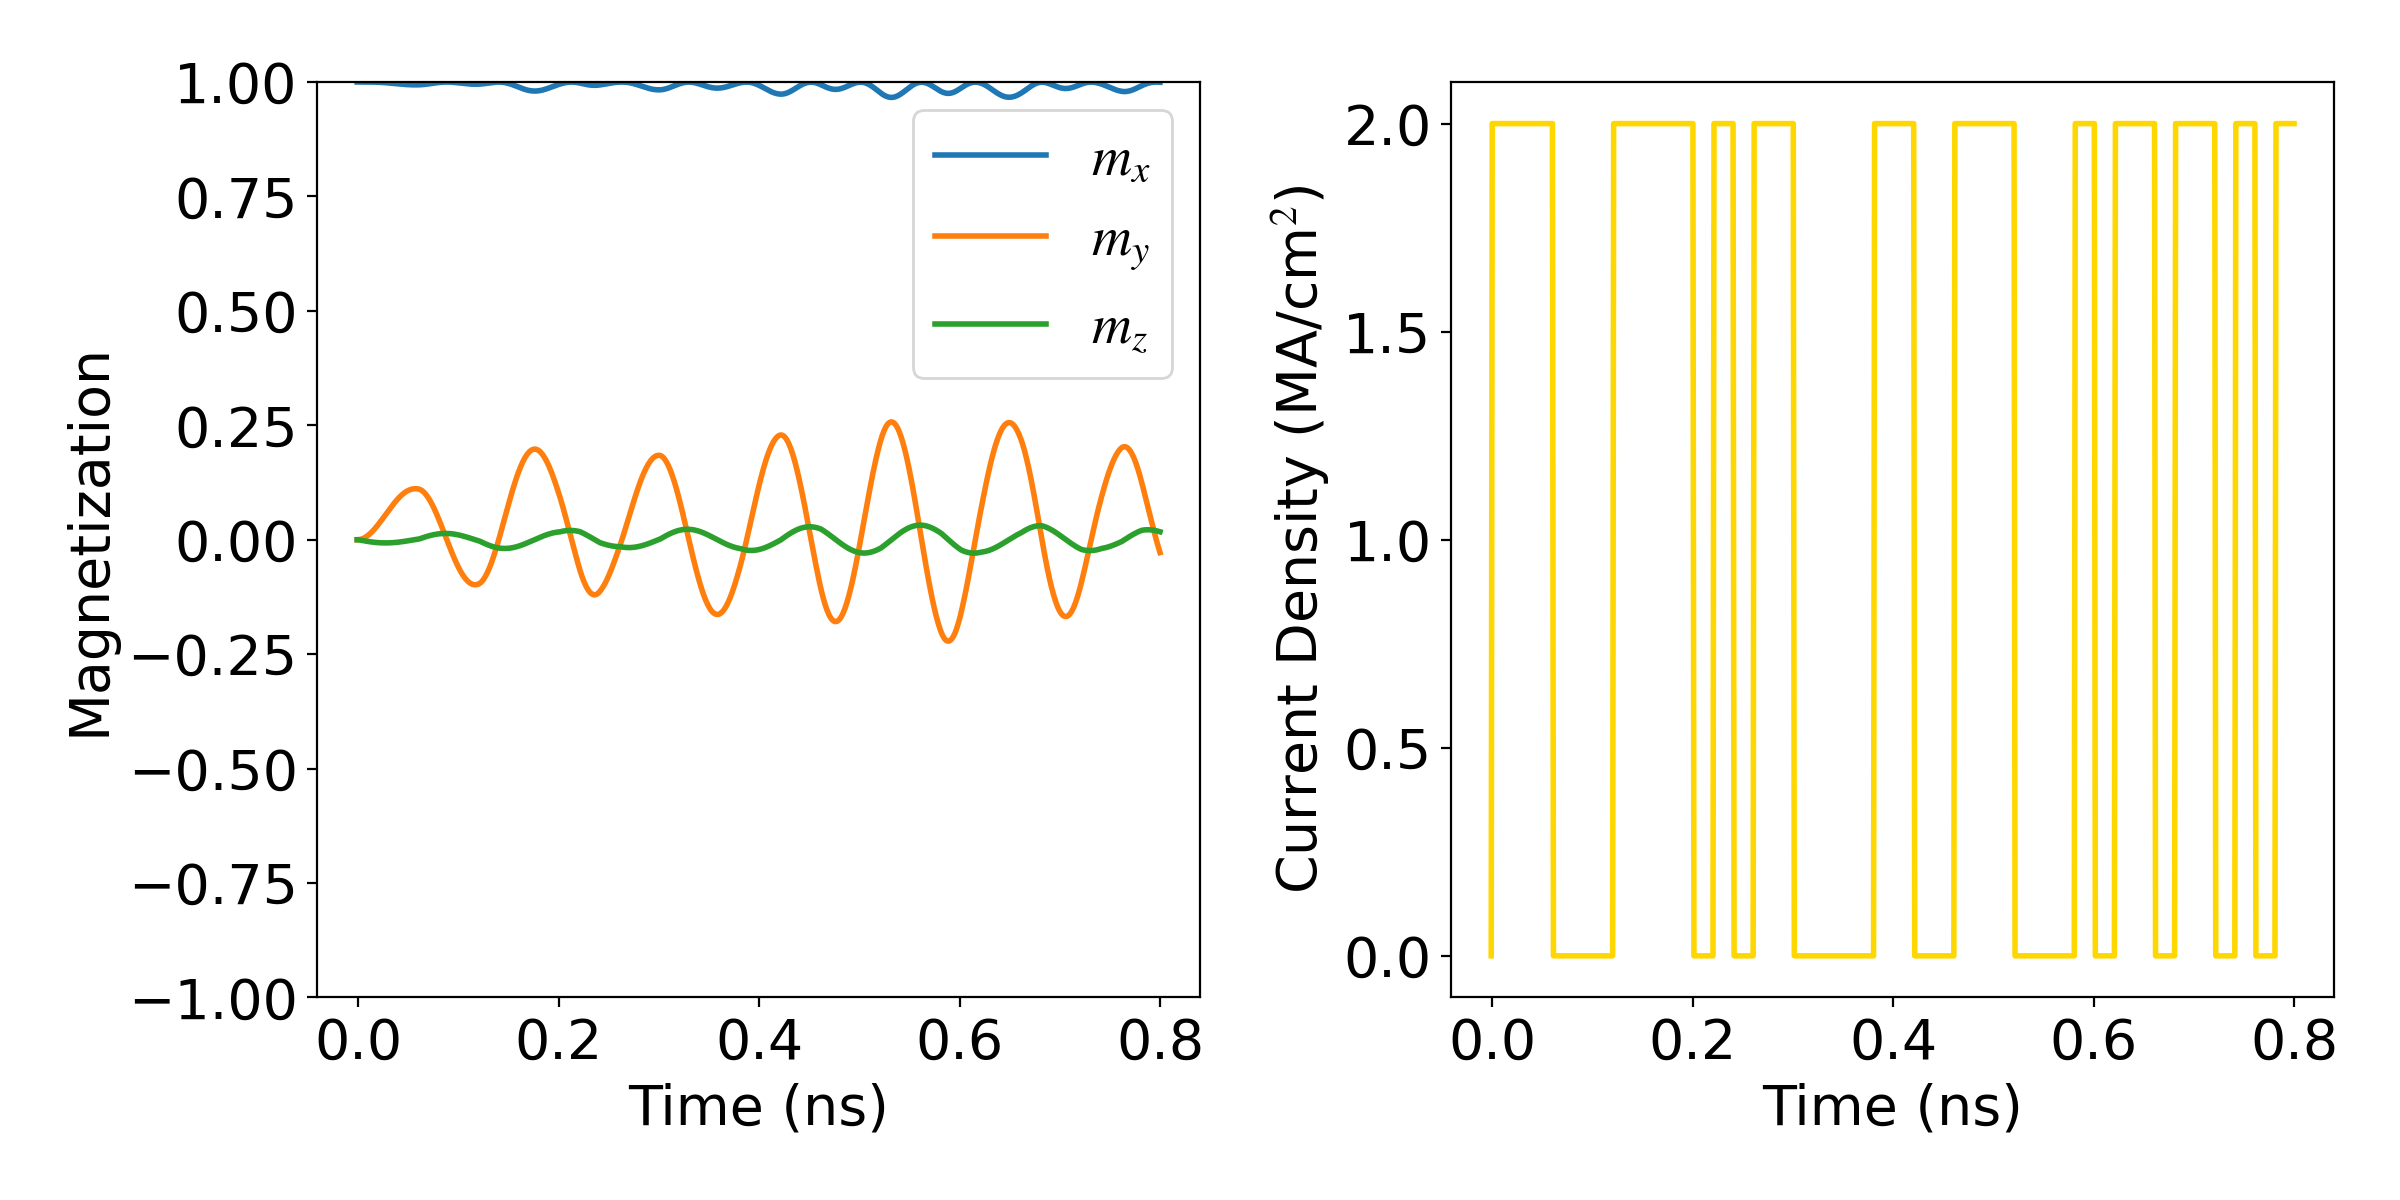 1.00
0.75
0.50
0.25
0.00
−0.25
−0.50
−0.75
−1.00
Magnetization
0.0 0.2 0.4 0.6 0.8
Time (ns)
m_x
m_y
m_z
2.0
1.5
1.0
0.5
0.0
Current Density (MA/cm²)
0.0 0.2 0.4 0.6 0.8
Time (ns)